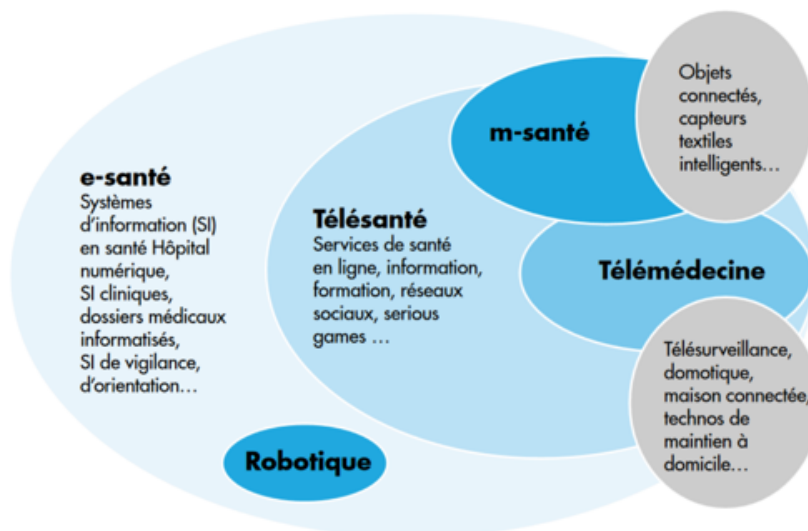 e-santé
Systèmes
d'information (SI)
en santé Hôpital
numérique,
SI cliniques,
dossiers médicaux
informatisés,
SI de vigilance,
d'orientation…
Télésanté
Services de santé
en ligne, information,
formation, réseaux
sociaux, serious
games …
m-santé
Objets
connectés,
capteurs
textiles
intelligents…
Télémédecine
Télésurveillance,
domotique,
maison connectée,
technos de
maintien à
domicile…
Robotique